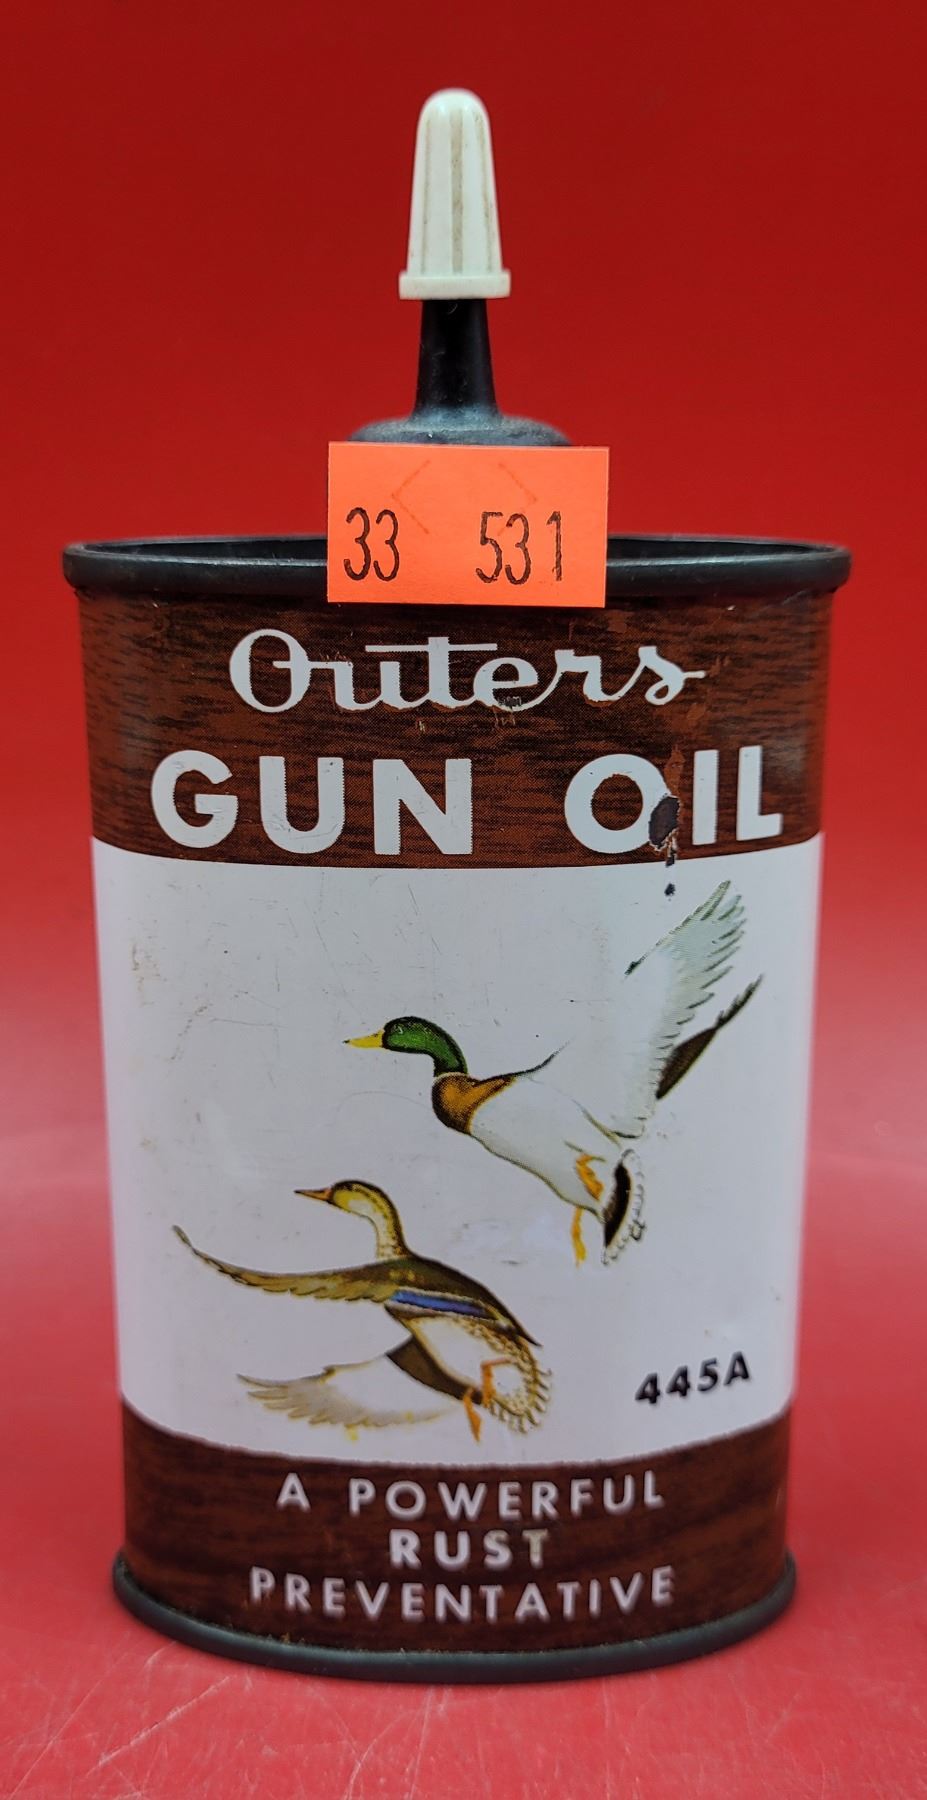 33 531
Outers
GUN OIL
445A
A POWERFUL
RUST
PREVENTATIVE